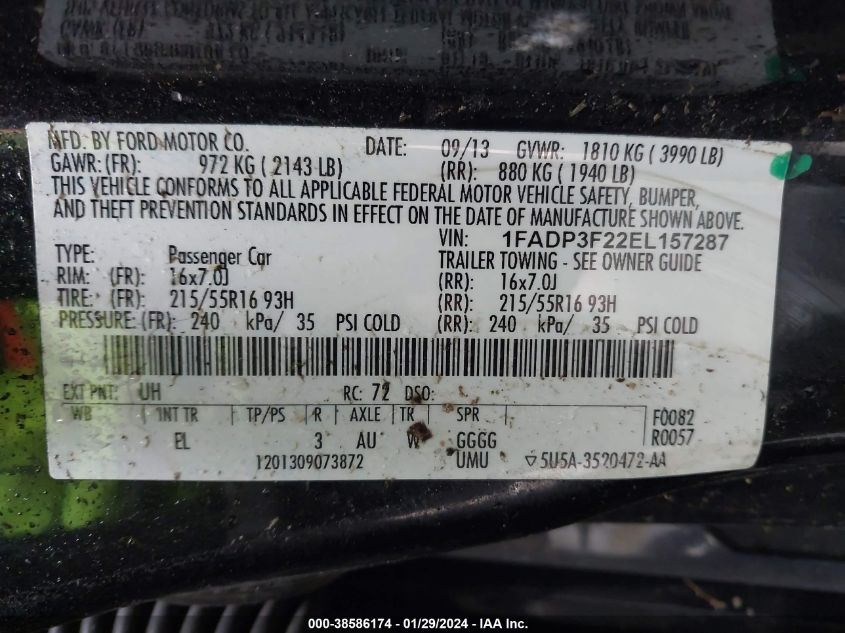 MFD. BY FORD MOTOR CO. DATE: 09/13 GVWR: 1810 KG ( 3990 LB)
GAWR: (FR): 972 KG ( 2143 LB) (RR): 880 KG ( 1940 LB)
THIS VEHICLE CONFORMS TO ALL APPLICABLE FEDERAL MOTOR VEHICLE SAFETY, BUMPER,
AND THEFT PREVENTION STANDARDS IN EFFECT ON THE DATE OF MANUFACTURE SHOWN ABOVE.
VIN: 1FADP3F22EL157287
TYPE: Passenger Car TRAILER TOWING - SEE OWNER GUIDE
RIM: (FR): 16x7.0J (RR): 16x7.0J
TIRE: (FR): 215/55R16 93H (RR): 215/55R16 93H
PRESSURE: (FR): 240 kPa/ 35 PSI COLD (RR): 240 kPa/ 35 PSI COLD
EXT PNT: UH RC: 72 DSO:
WB INT TR TP/PS R AXLE TR SPR F0082
EL 3 AU W GGGG R0057
1201309073872 UMU 5U5A-3520472-AA
000-38586174 - 01/29/2024 - IAA Inc.